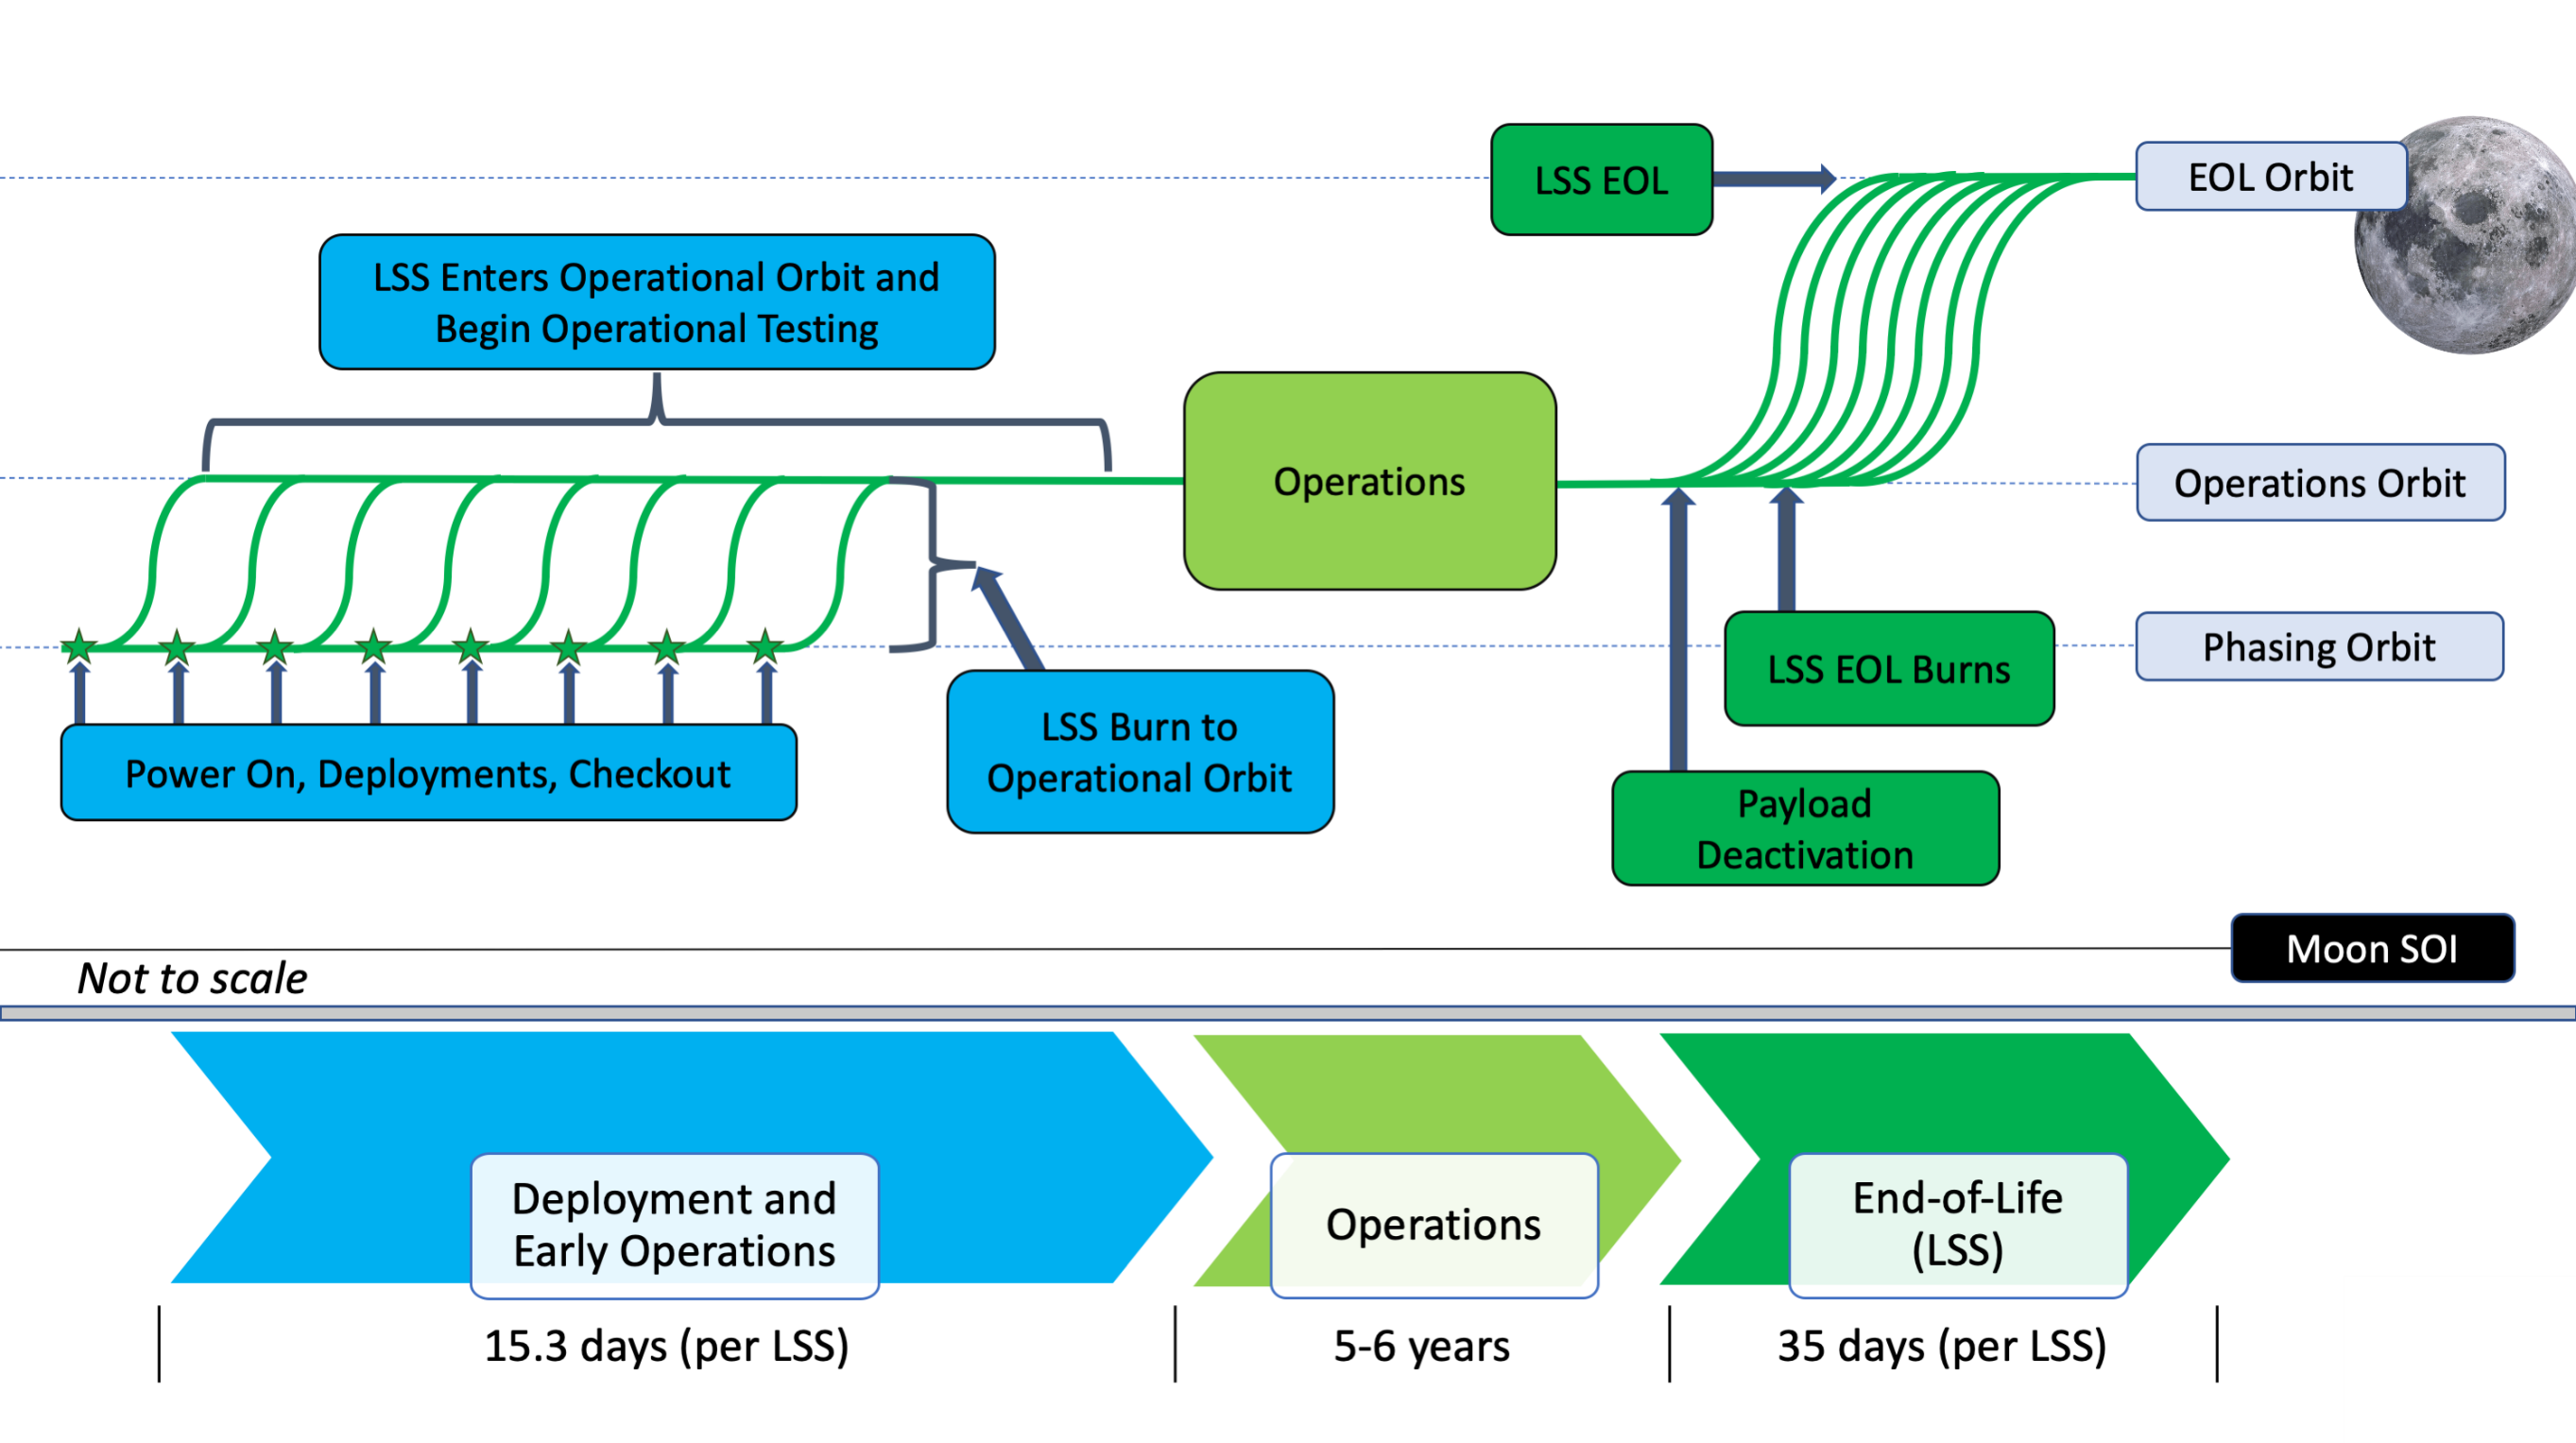 LSS EOL
EOL Orbit
LSS Enters Operational Orbit and
Begin Operational Testing
Operations
Operations Orbit
Phasing Orbit
LSS EOL Burns
LSS Burn to
Operational Orbit
Power On, Deployments, Checkout
Payload
Deactivation
Moon SOI
Not to scale
Deployment and
Early Operations
Operations
End-of-Life
(LSS)
15.3 days (per LSS)
5-6 years
35 days (per LSS)